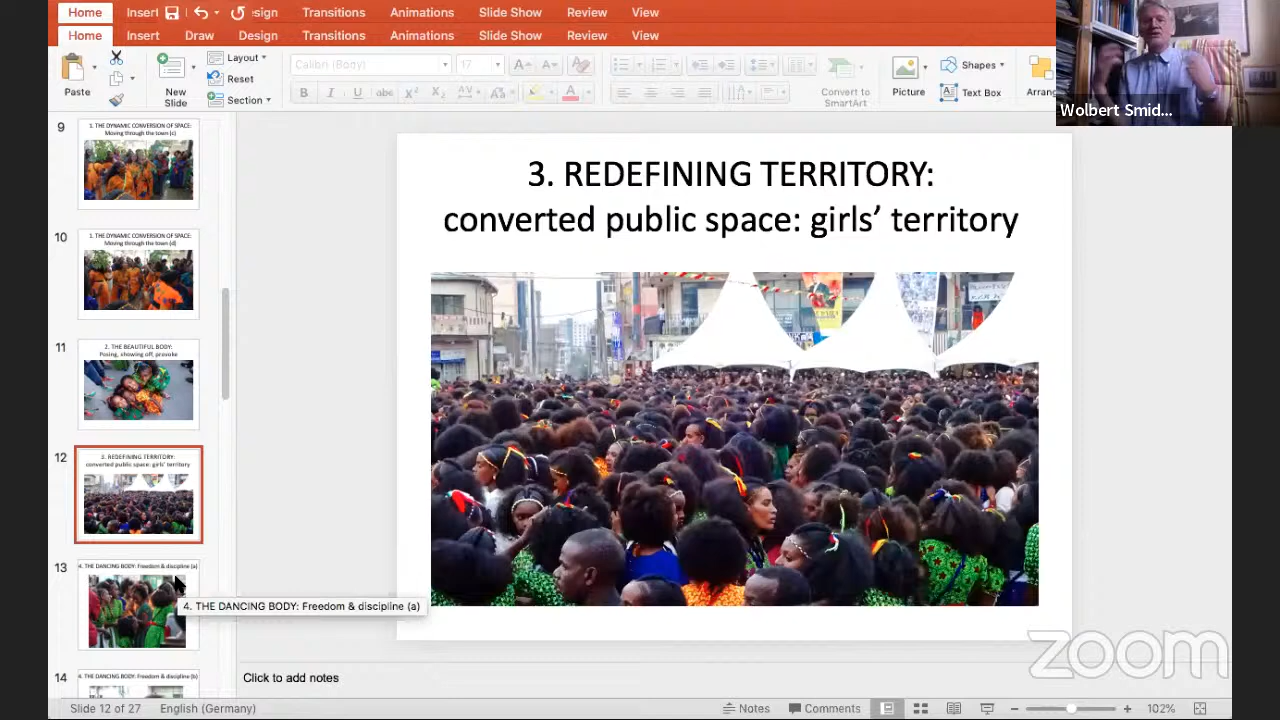 Home Insert esign Transitions Animations Slide Show Review View
Home Insert Draw Design Transitions Animations Slide Show Review View
Paste
New
Slide
Layout
Reset
Section
Calibri (Bo
17
Convert to
SmartArt
Picture
Shapes
Text Box
Arrang
Wolbert Smid...
9
1. THE DYNAMIC CONVERSION OF SPACE:
Moving through the town (c)
10
1. THE DYNAMIC CONVERSION OF SPACE:
Moving through the town (d)
11
2. THE BEAUTIFUL BODY:
Posing, showing off, provoke
12
3. REDEFINING TERRITORY:
converted public space: girls' territory
13
4. THE DANCING BODY: Freedom & discipline (a)
4. THE DANCING BODY: Freedom & discipline (a)
14
4. THE DANCING BODY: Freedom & discipline (b)
3. REDEFINING TERRITORY:
converted public space: girls' territory
zoom
Click to add notes
Slide 12 of 27 English (Germany) Notes Comments 102%